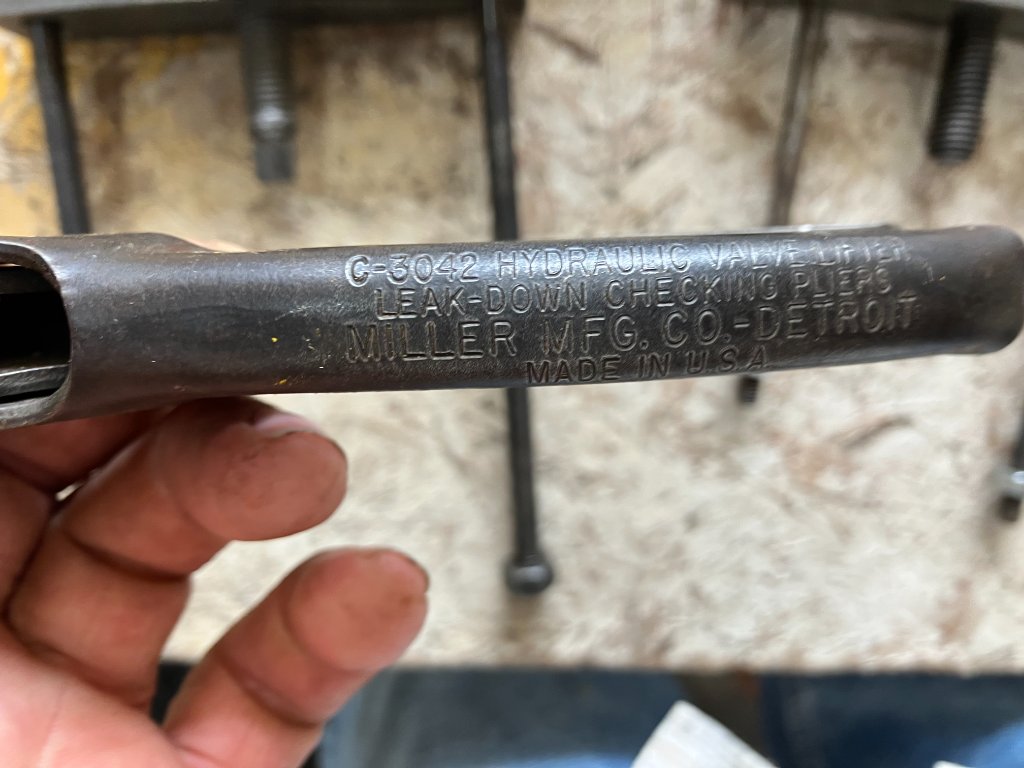 C-3042 HYDRAULIC VALVE LIFTER
LEAK-DOWN CHECKING PLIERS
MILLER MFG. CO.-DETROIT
MADE IN U.S.A